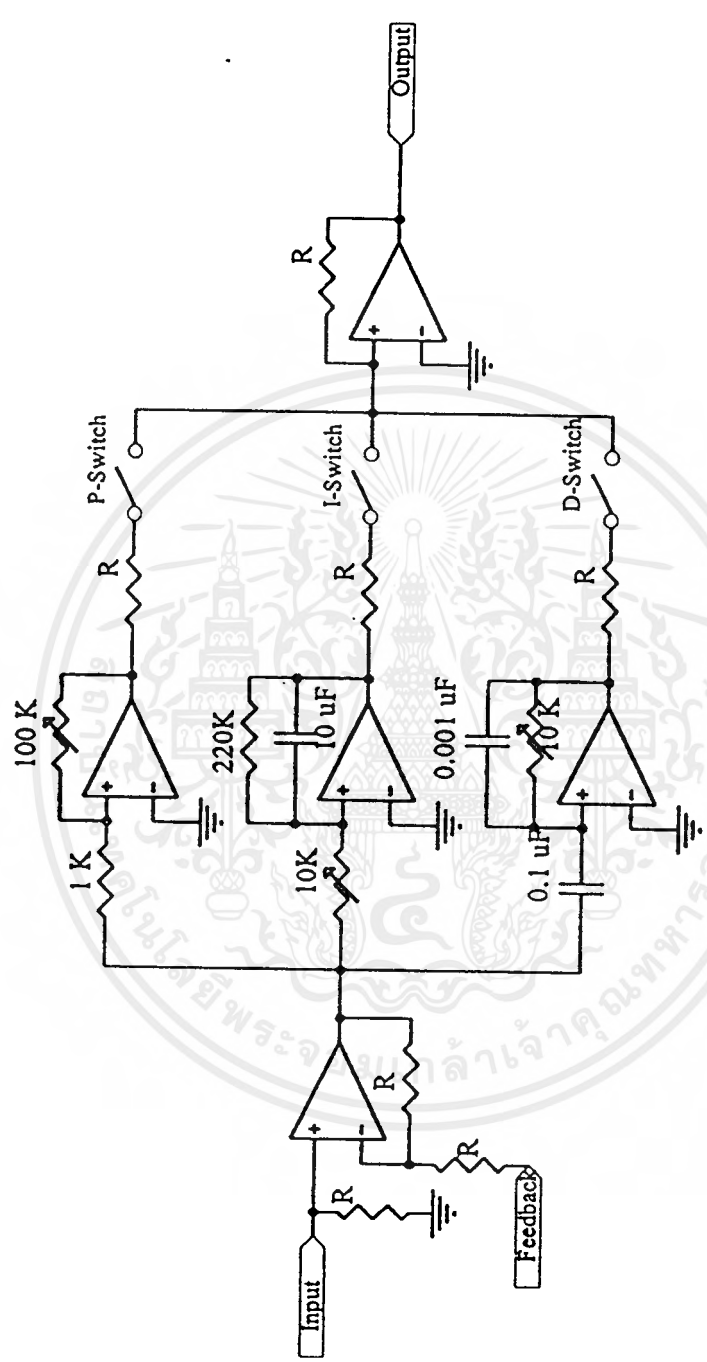 Input
R
Feedback
R
R
+
-
1 K
100 K
+
-
R
P-Switch
10K
220K
10 uF
+
-
R
I-Switch
0.1 uF
0.001 uF
10 K
+
-
R
D-Switch
R
+
-
Output